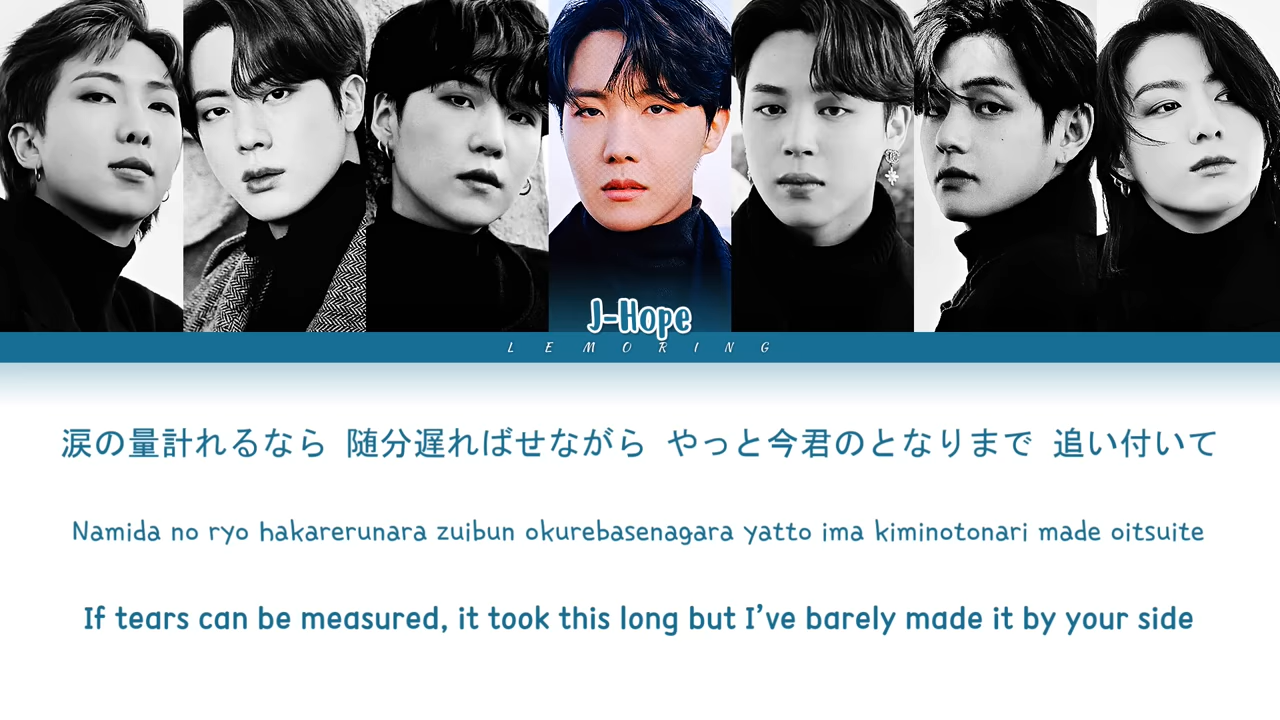 J-Hope
LEMORING
涙の量計れるなら 随分遅ればせながら やっと今君のとなりまで 追い付いて
Namida no ryo hakarerunara zuibun okurebasenagara yatto ima kiminotonari made oitsuite
If tears can be measured, it took this long but I’ve barely made it by your side